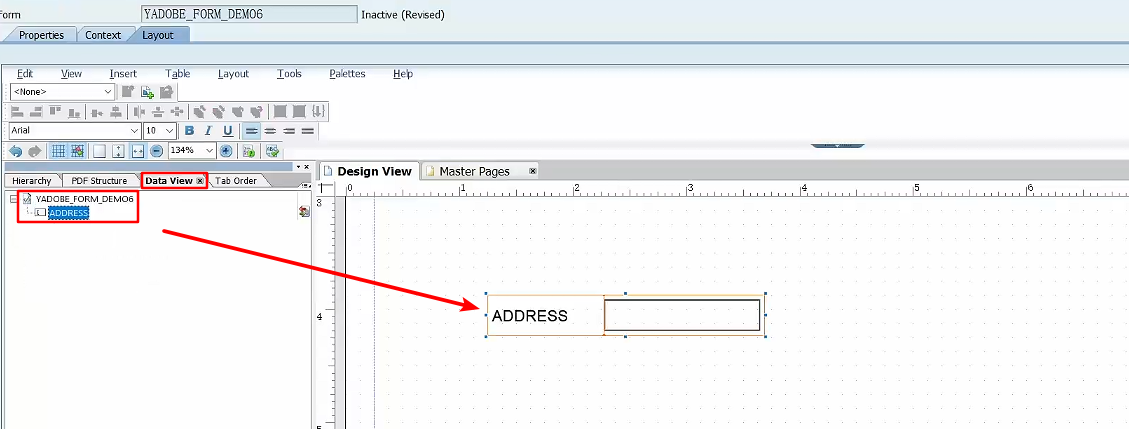 orm YADOBE_FORM_DEMO6 Inactive (Revised)
Properties Context Layout
Edit View Insert Table Layout Tools Palettes Help
<None>
Arial 10 B I U
134%
Hierarchy PDF Structure Data View Tab Order
YADOBE_FORM_DEMO6
ADDRESS
Design View Master Pages
0 1 2 3 4 5 6
3
4
5
ADDRESS